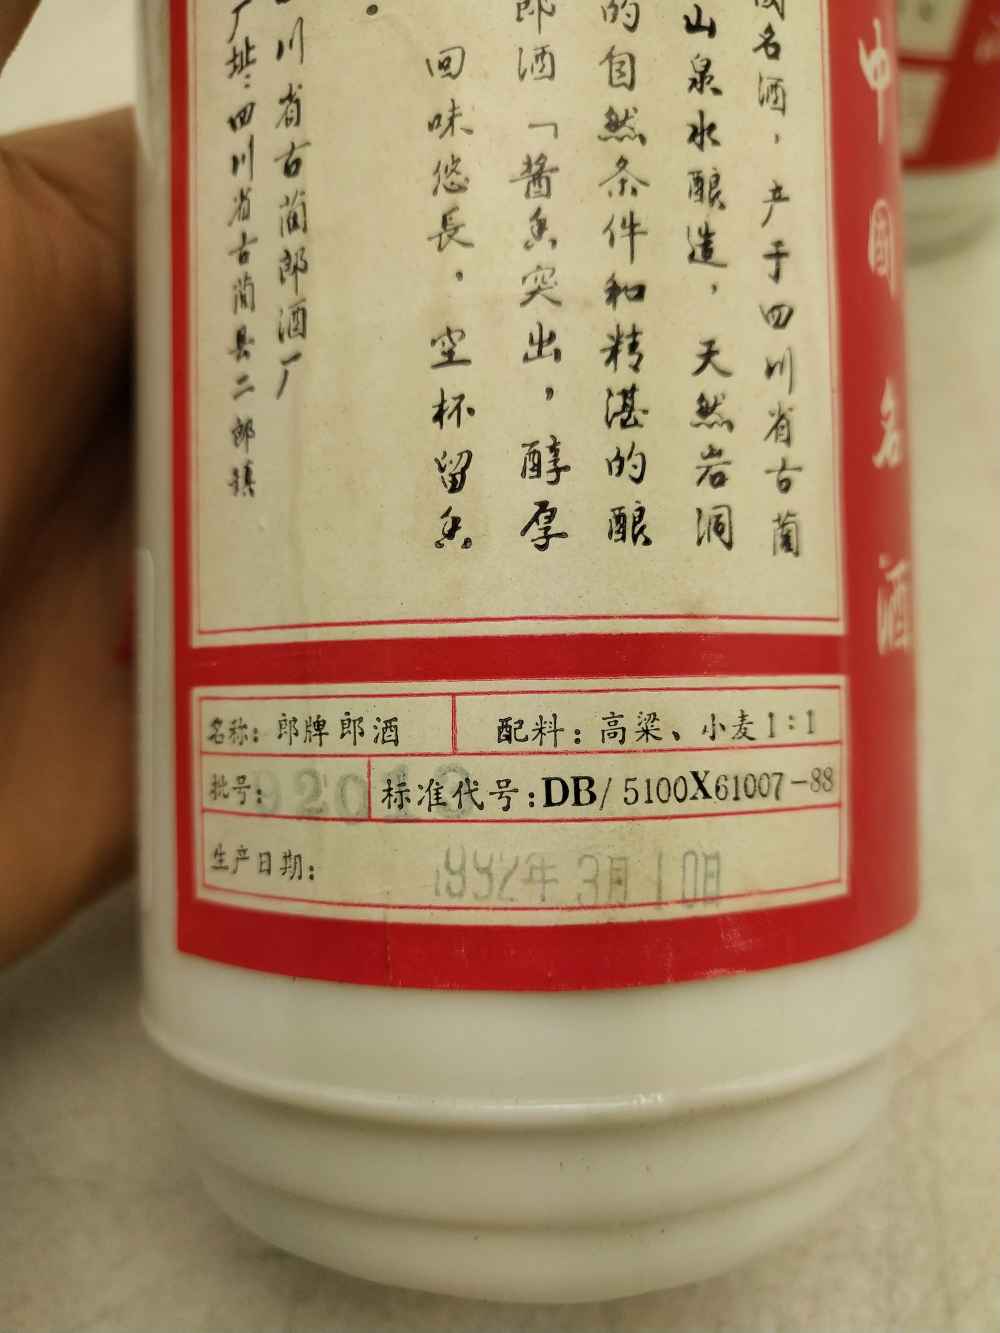 中国名酒
名酒，产于四川省古蔺
山泉水酿造，天然岩洞
的自然条件和精湛的酿
郎酒「酱香突出，醇厚
回味悠長，空杯留香
。
川省古蔺郎酒厂
厂址：四川省古蔺县二郎镇
名称：郎牌郎酒
配料：高粱、小麦1：1
批号：92013
标准代号：DB/5100X61007-88
生产日期：1992年3月10日